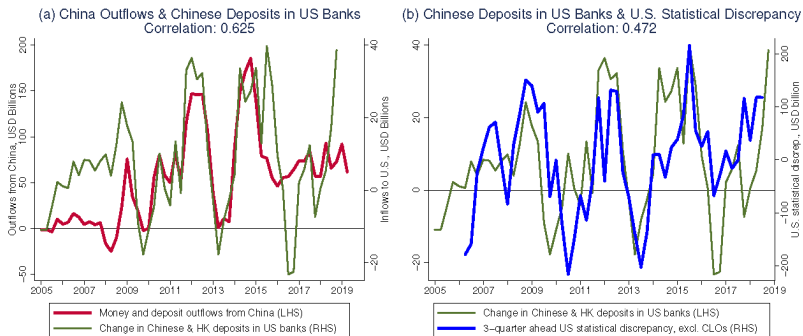 (a) China Outflows & Chinese Deposits in US Banks
Correlation: 0.625
Outflows from China, USD Billions
200
150
100
50
0
−50
40
20
0
−20
Inflows to U.S., USD Billions
2005 2007 2009 2011 2013 2015 2017 2019
Money and deposit outflows from China (LHS)
Change in Chinese & HK deposits in US banks (RHS)
(b) Chinese Deposits in US Banks & U.S. Statistical Discrepancy
Correlation: 0.472
40
20
0
−20
200
100
0
−100
−200
U.S. statistical discrep., USD billion
2005 2007 2009 2011 2013 2015 2017 2019
Change in Chinese & HK deposits in US banks (LHS)
3−quarter ahead US statistical discrepancy, excl. CLOs (RHS)